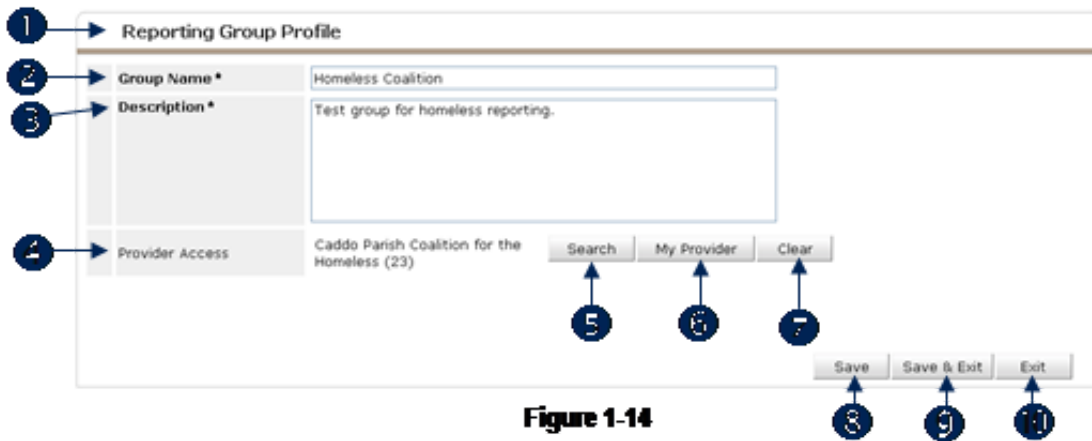 1 Reporting Group Profile
2 Group Name * Homeless Coalition
3 Description * Test group for homeless reporting.
4 Provider Access Caddo Parish Coalition for the
Homeless (23)
Search My Provider Clear
5 6 7
Save Save & Exit Exit
8 9 10
Figure 1-14